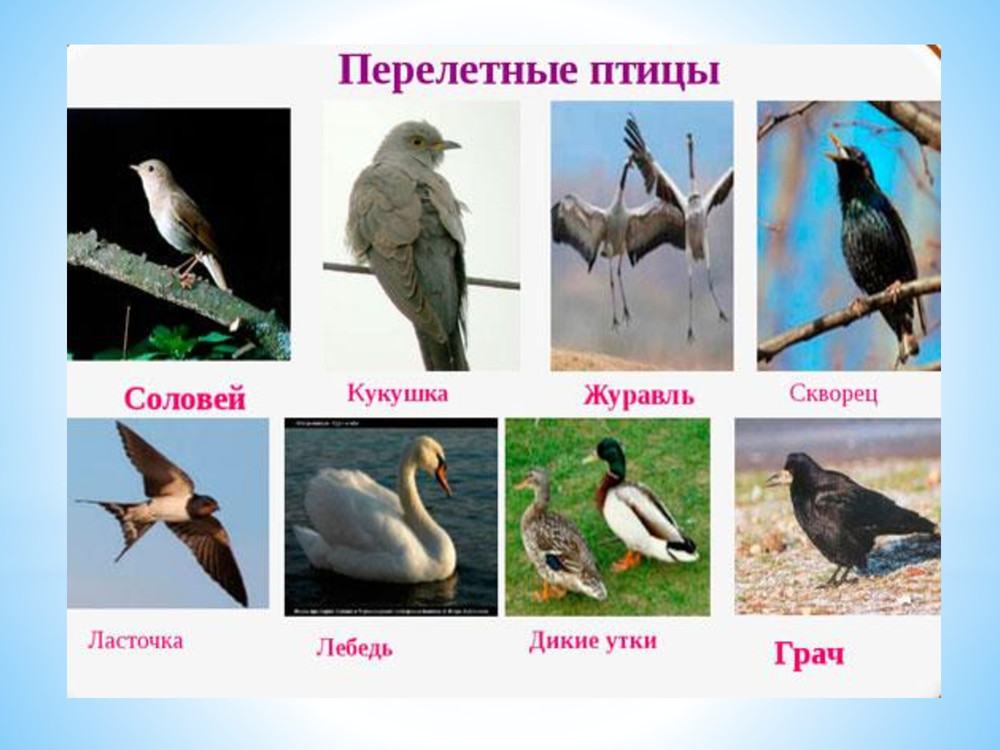 Перелетные птицы
Соловей
Кукушка
Журавль
Скворец
Ласточка
Лебедь
Дикие утки
Грач